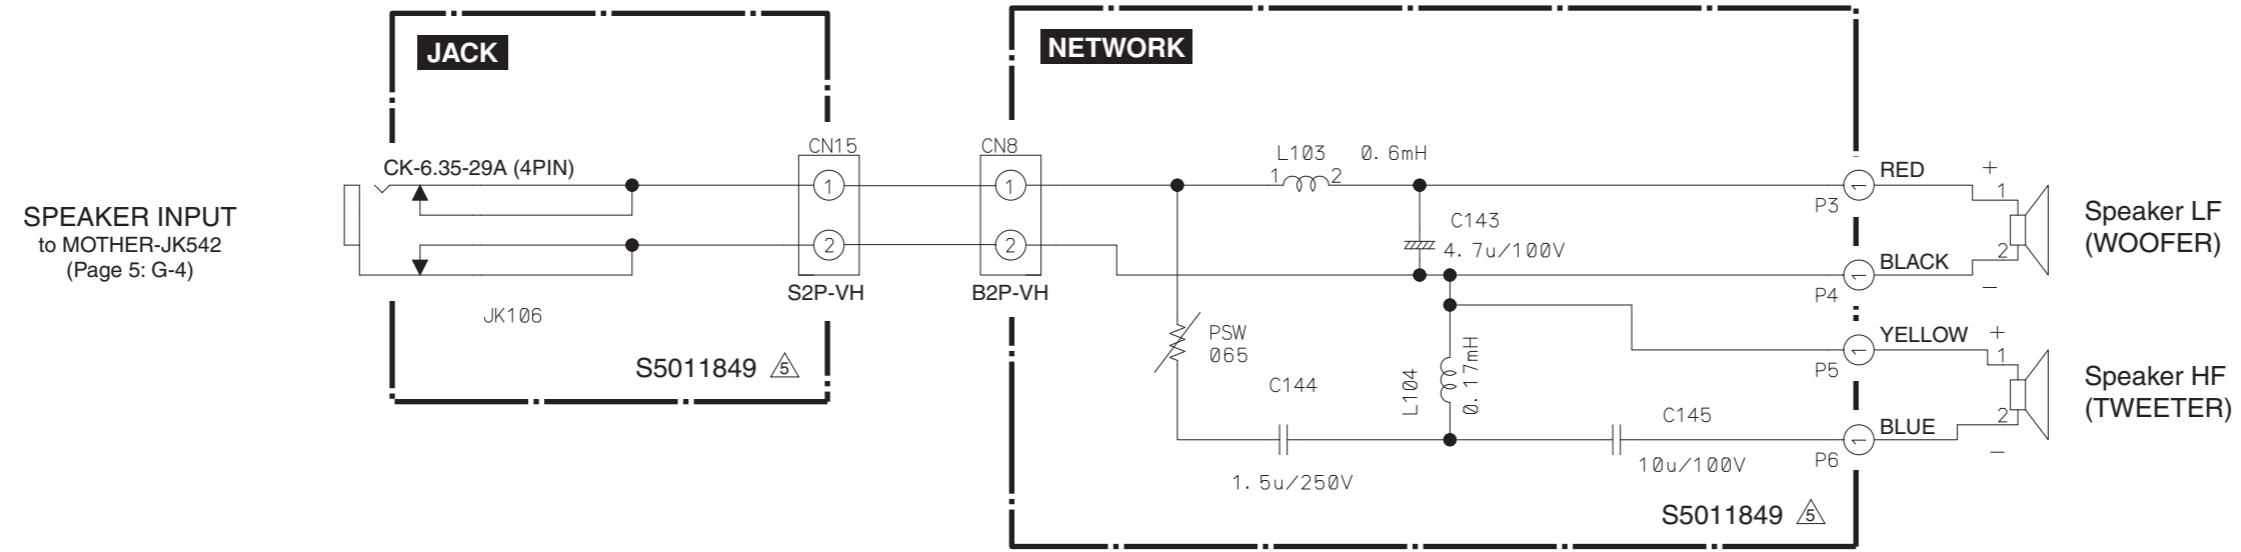 JACK
NETWORK
CN15
CN8
CK-6.35-29A (4PIN)
L103 0.6mH
1 2
RED
+
1
1
1
1
P3
1
SPEAKER INPUT
to MOTHER-JK542
(Page 5: G-4)
C143
4.7u/100V
Speaker LF
(WOOFER)
2
2
2
BLACK
1
P4
−
S2P-VH
B2P-VH
JK106
PSW
065
YELLOW
+
1
1
P5
S5011849 5
C144
L104
0.17mH
Speaker HF
(TWEETER)
C145
2
BLUE
1
P6
−
1.5u/250V
10u/100V
S5011849 5